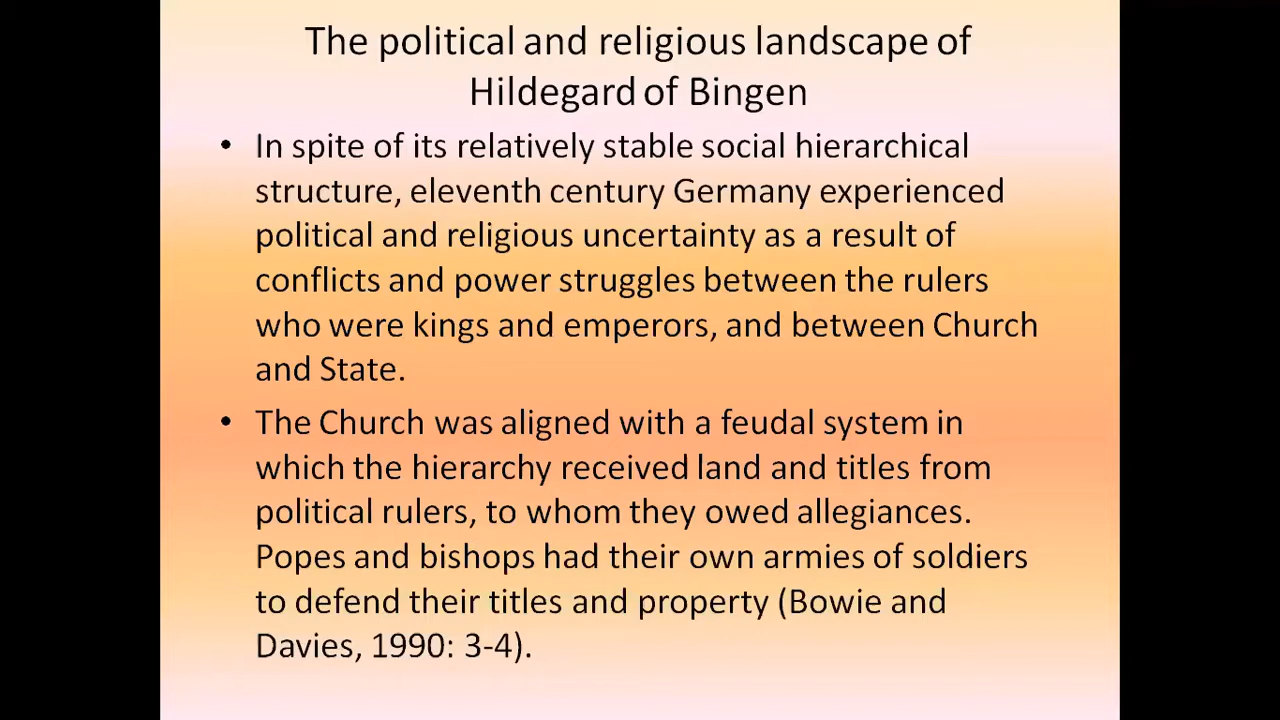 The political and religious landscape of
Hildegard of Bingen
• In spite of its relatively stable social hierarchical
structure, eleventh century Germany experienced
political and religious uncertainty as a result of
conflicts and power struggles between the rulers
who were kings and emperors, and between Church
and State.
• The Church was aligned with a feudal system in
which the hierarchy received land and titles from
political rulers, to whom they owed allegiances.
Popes and bishops had their own armies of soldiers
to defend their titles and property (Bowie and
Davies, 1990: 3-4).